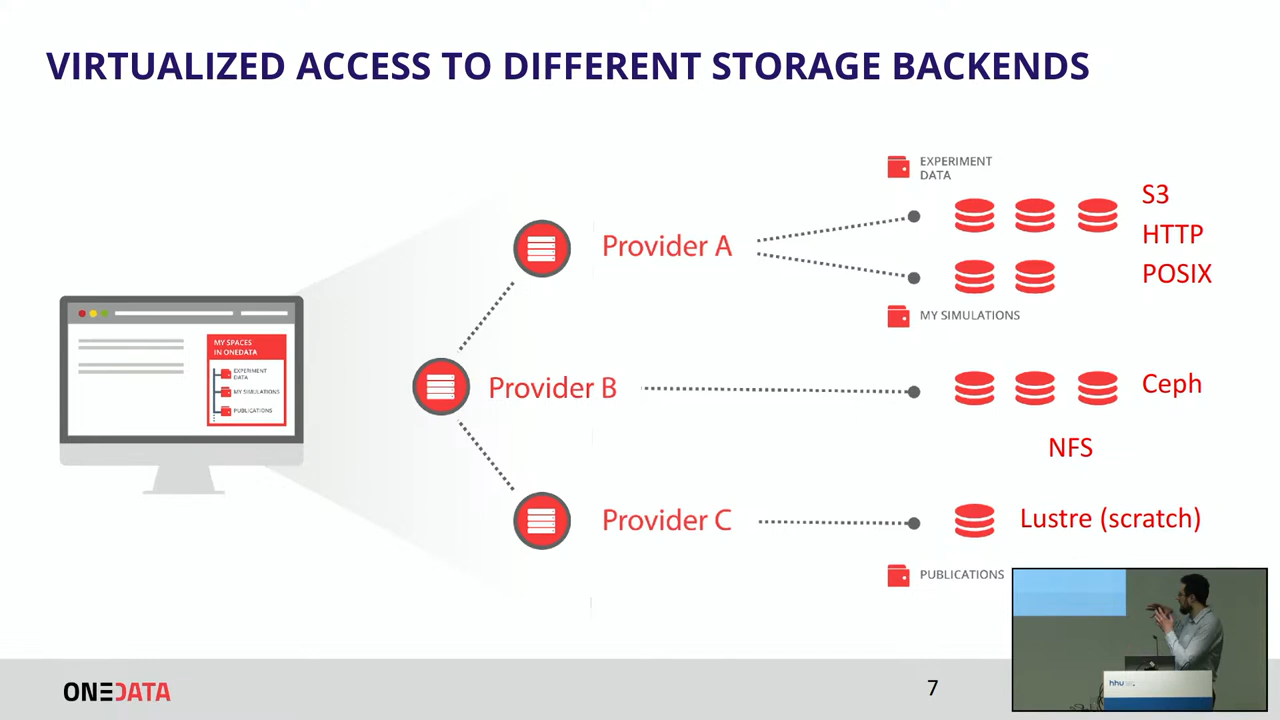 VIRTUALIZED ACCESS TO DIFFERENT STORAGE BACKENDS
EXPERIMENT
DATA
S3
HTTP
POSIX
Provider A
MY SIMULATIONS
MY SPACES
IN ONEDATA
EXPERIMENT
DATA
MY SIMULATIONS
PUBLICATIONS
Provider B
Ceph
NFS
Provider C
Lustre (scratch)
PUBLICATIONS
ONEDATA
7
hhu